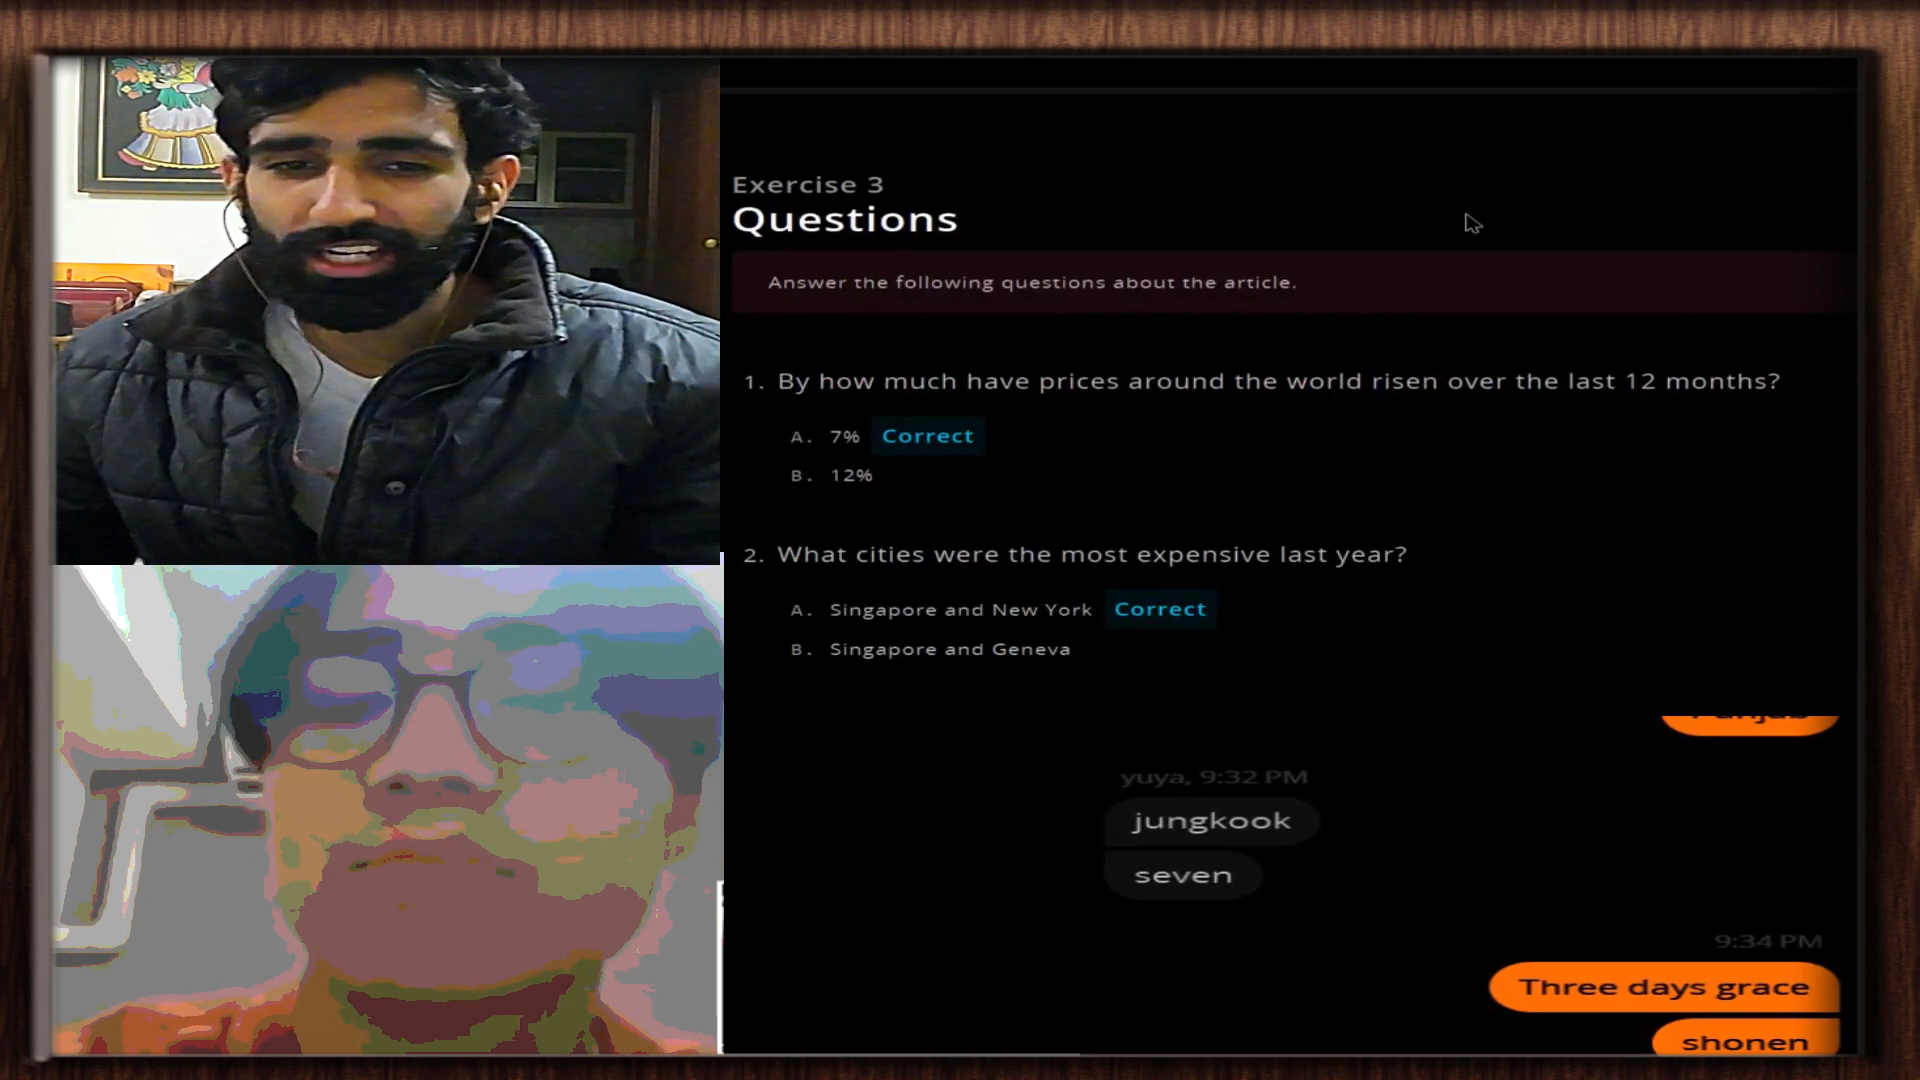 Exercise 3
Questions
Answer the following questions about the article.
1. By how much have prices around the world risen over the last 12 months?
A. 7% Correct
B. 12%
2. What cities were the most expensive last year?
A. Singapore and New York Correct
B. Singapore and Geneva
yuya, 9:32 PM
jungkook
seven
9:34 PM
Three days grace
shonen